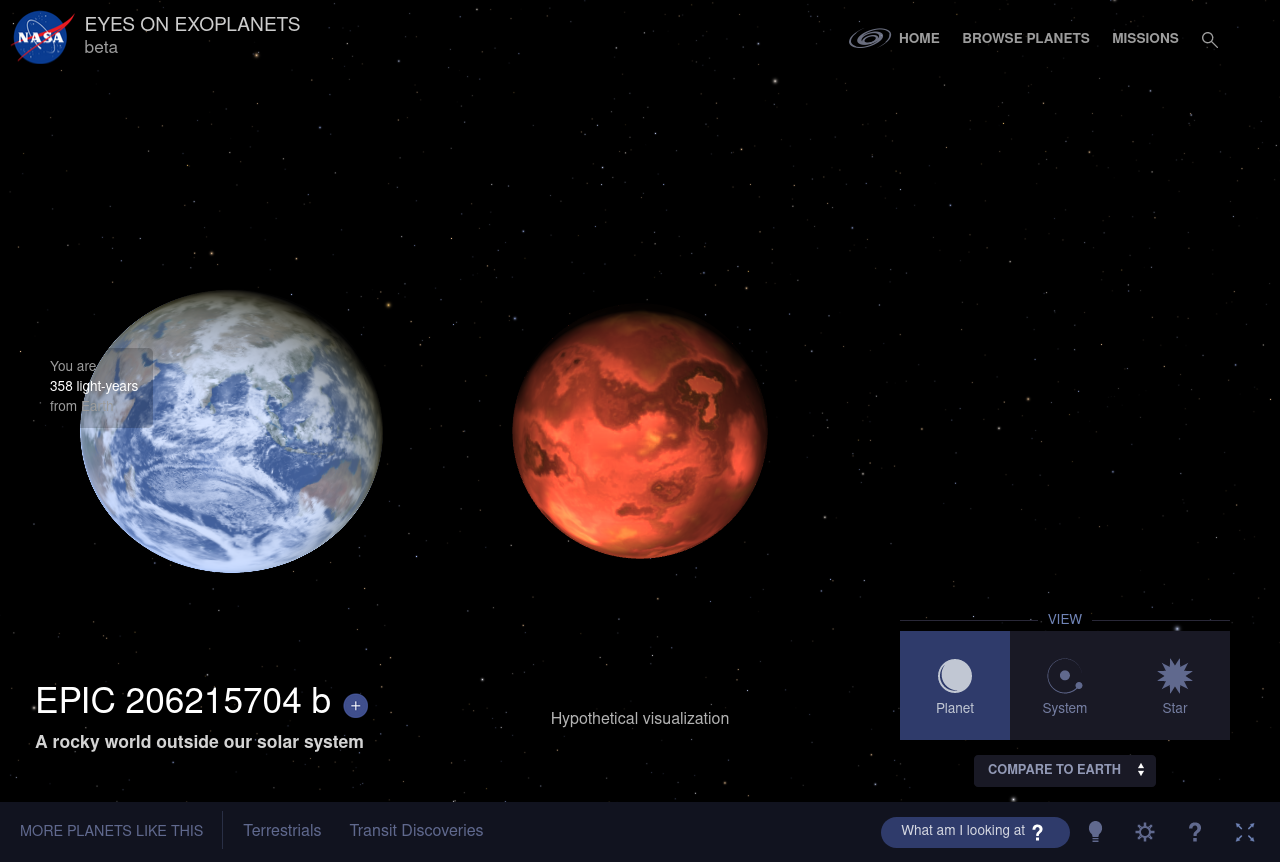 NASA
EYES ON EXOPLANETS
beta
HOME
BROWSE PLANETS
MISSIONS
You are
358 light-years
from Earth
EPIC 206215704 b +
A rocky world outside our solar system
Hypothetical visualization
VIEW
Planet
System
Star
COMPARE TO EARTH
MORE PLANETS LIKE THIS
Terrestrials
Transit Discoveries
What am I looking at ?
?